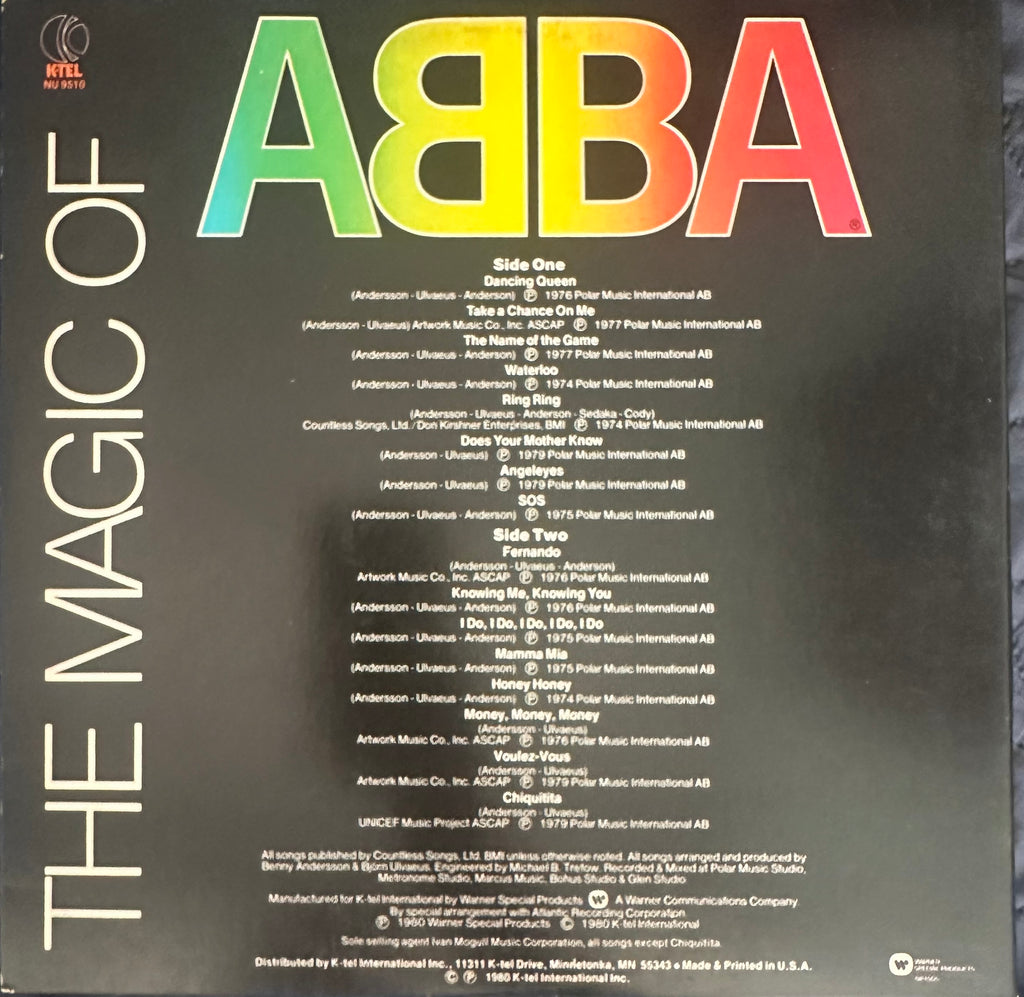 K-TEL
NU 9510
THE MAGIC OF
ABBA
®
Side One
Dancing Queen
(Andersson - Ulvaeus - Anderson) ℗ 1976 Polar Music International AB
Take a Chance On Me
(Andersson - Ulvaeus) Artwork Music Co., Inc. ASCAP ℗ 1977 Polar Music International AB
The Name of the Game
(Andersson - Ulvaeus - Anderson) ℗ 1977 Polar Music International AB
Waterloo
(Andersson - Ulvaeus - Anderson) ℗ 1974 Polar Music International AB
Ring Ring
(Andersson - Ulvaeus - Anderson - Sedaka - Cody)
Countless Songs, Ltd./Don Kirshner Enterprises, BMI ℗ 1974 Polar Music International AB
Does Your Mother Know
(Andersson - Ulvaeus) ℗ 1979 Polar Music International AB
Angeleyes
(Andersson - Ulvaeus) ℗ 1979 Polar Music International AB
SOS
(Andersson - Ulvaeus - Anderson) ℗ 1975 Polar Music International AB
Side Two
Fernando
(Andersson - Ulvaeus - Anderson)
Artwork Music Co., Inc. ASCAP ℗ 1976 Polar Music International AB
Knowing Me, Knowing You
(Andersson - Ulvaeus - Anderson) ℗ 1976 Polar Music International AB
I Do, I Do, I Do, I Do, I Do
(Andersson - Ulvaeus - Anderson) ℗ 1975 Polar Music International AB
Mamma Mia
(Andersson - Ulvaeus - Anderson) ℗ 1975 Polar Music International AB
Honey Honey
(Andersson - Ulvaeus - Anderson) ℗ 1974 Polar Music International AB
Money, Money, Money
(Andersson - Ulvaeus)
Artwork Music Co., Inc. ASCAP ℗ 1976 Polar Music International AB
Voulez-Vous
(Andersson - Ulvaeus)
Artwork Music Co., Inc. ASCAP ℗ 1979 Polar Music International AB
Chiquitita
(Andersson - Ulvaeus)
UNICEF Music Project ASCAP ℗ 1979 Polar Music International AB
All songs published by Countless Songs, Ltd. BMI unless otherwise noted. All songs arranged and produced by
Benny Andersson & Björn Ulvaeus. Engineered by Michael B. Tretow. Recorded & Mixed at Polar Music Studio,
Metronome Studio, Marcus Music, Bohus Studio & Glen Studio
Manufactured for K-tel International by Warner Special Products W A Warner Communications Company
By special arrangement with Atlantic Recording Corporation
℗ 1980 Warner Special Products © 1980 K-tel International
Sole selling agent Ivan Mogull Music Corporation, all songs except Chiquitita.
Distributed by K-tel International Inc., 11311 K-tel Drive, Minnetonka, MN 55343 • Made & Printed in U.S.A.
© ℗ 1980 K-tel International Inc.
W WARNER
SPECIAL PRODUCTS